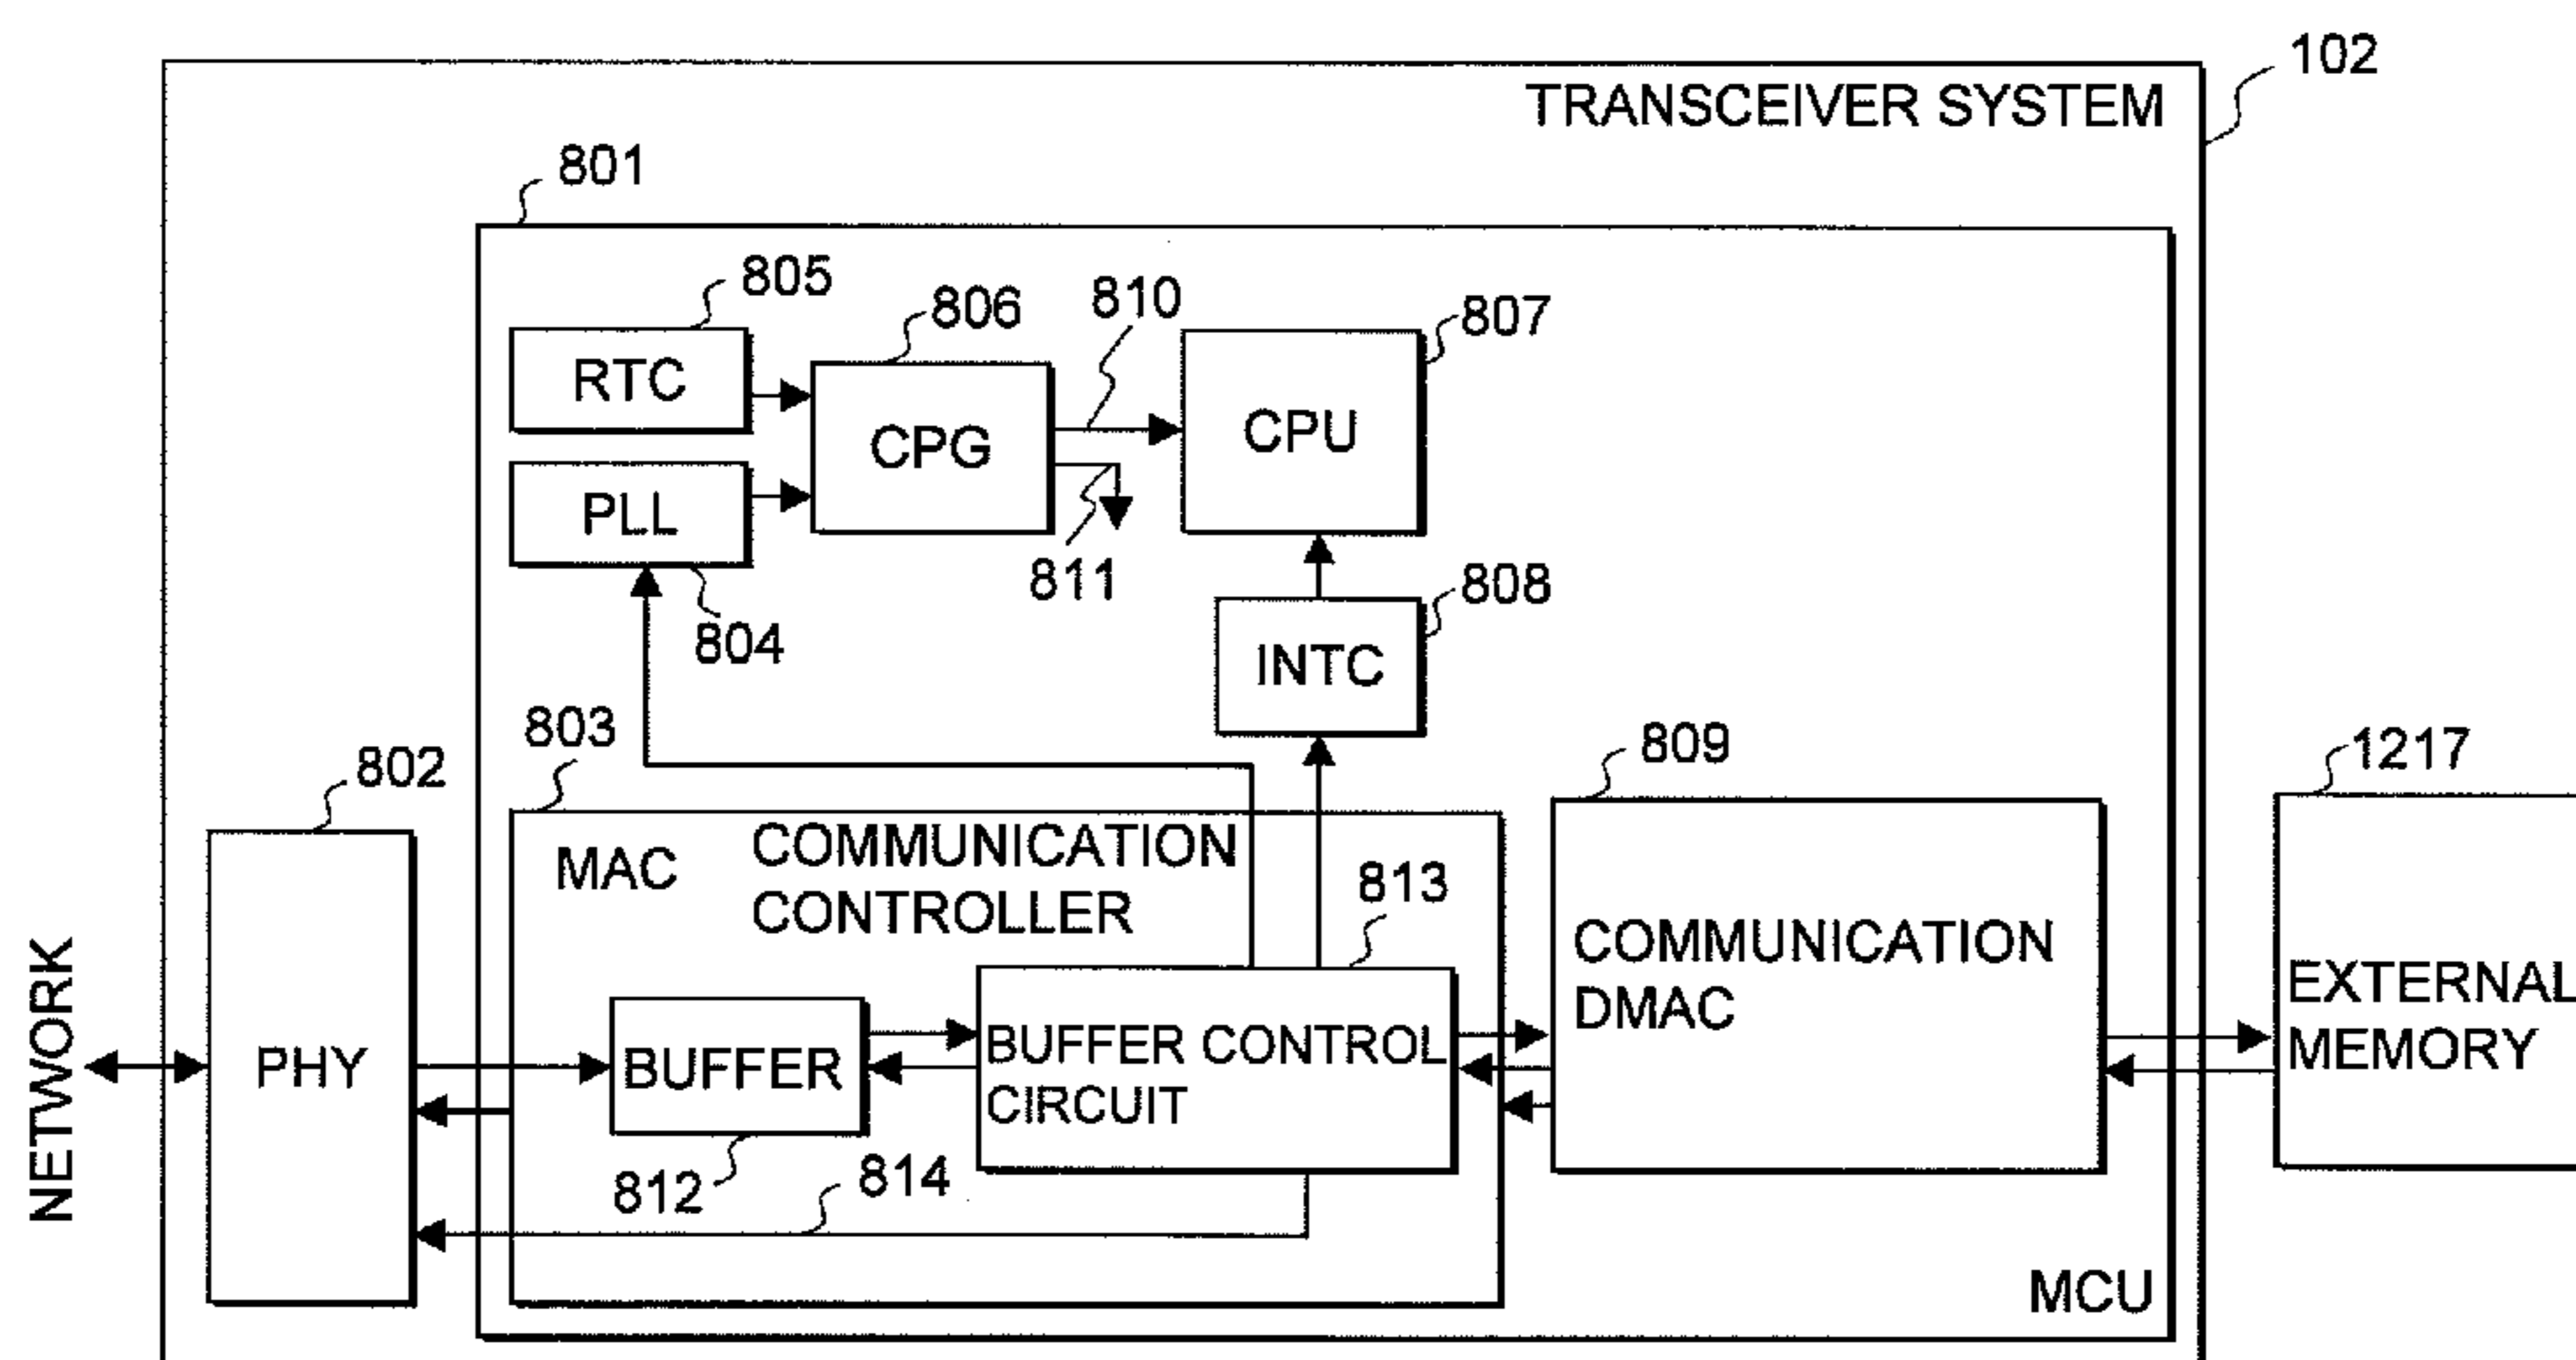 102
TRANSCEIVER SYSTEM
801
805
806
810
807
RTC
CPG
CPU
PLL
811
804
808
INTC
803
809
1217
802
MAC
COMMUNICATION
CONTROLLER
813
COMMUNICATION
DMAC
EXTERNAL
MEMORY
NETWORK
PHY
BUFFER
BUFFER CONTROL
CIRCUIT
812
814
MCU